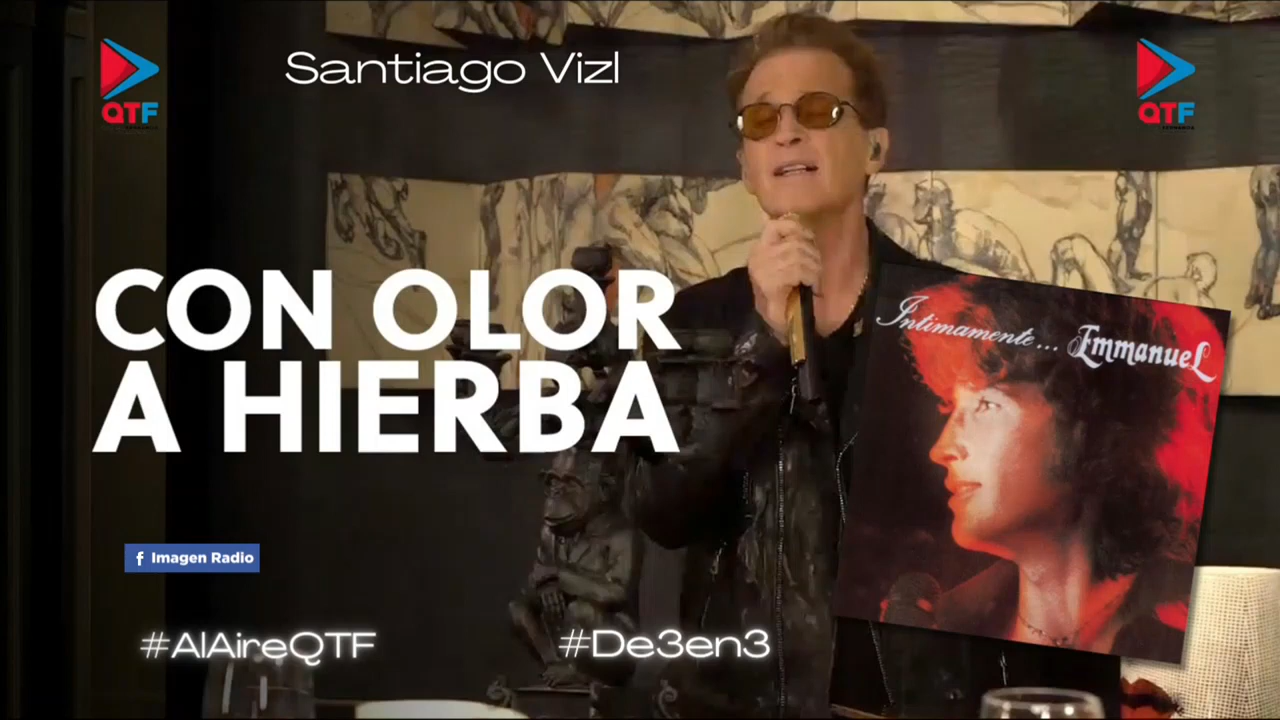 Santiago Vizl
QTF
QTF
CON OLOR
A HIERBA
Intimamente... Emmanuel
f Imagen Radio
#AlAireQTF
#De3en3